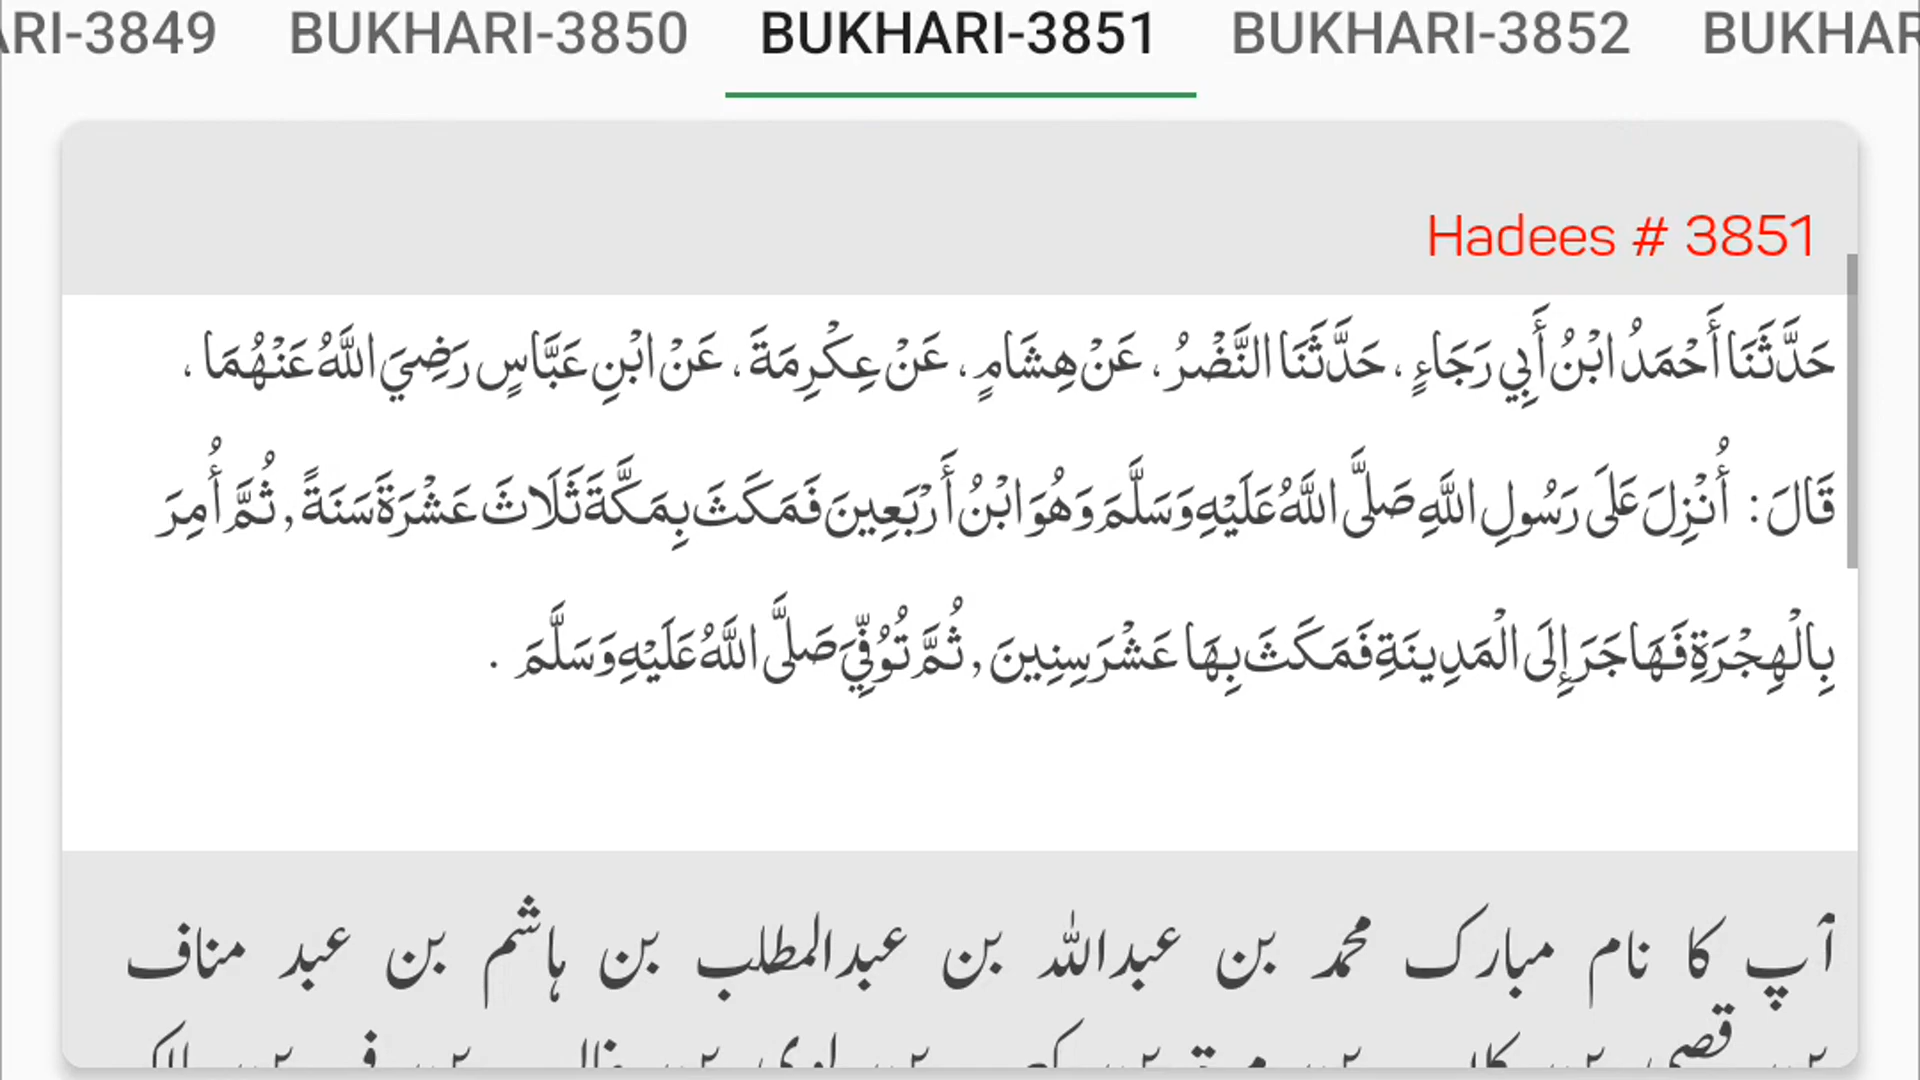 ARI-3849 BUKHARI-3850 BUKHARI-3851 BUKHARI-3852 BUKHAR
Hadees # 3851
حَدَّثَنَا أَحْمَدُ ابْنُ أَبِي رَجَاءٍ ، حَدَّثَنَا النَّضْرُ ، عَنْ هِشَامٍ ، عَنْ عِكْرِمَةَ ، عَنْ ابْنِ عَبَّاسٍ رَضِيَ اللَّهُ عَنْهُمَا ،
قَالَ : أُنْزِلَ عَلَى رَسُولِ اللَّهِ صَلَّى اللَّهُ عَلَيْهِ وَسَلَّمَ وَهُوَ ابْنُ أَرْبَعِينَ فَمَكَثَ بِمَكَّةَ ثَلَاثَ عَشْرَةَ سَنَةً , ثُمَّ أُمِرَ
بِالْهِجْرَةِ فَهَاجَرَ إِلَى الْمَدِينَةِ فَمَكَثَ بِهَا عَشْرَ سِنِينَ , ثُمَّ تُوُفِّيَ صَلَّى اللَّهُ عَلَيْهِ وَسَلَّمَ .
آپ کا نام مبارک محمد بن عبداللہ بن عبدالمطلب بن ہاشم بن عبد مناف
قصی